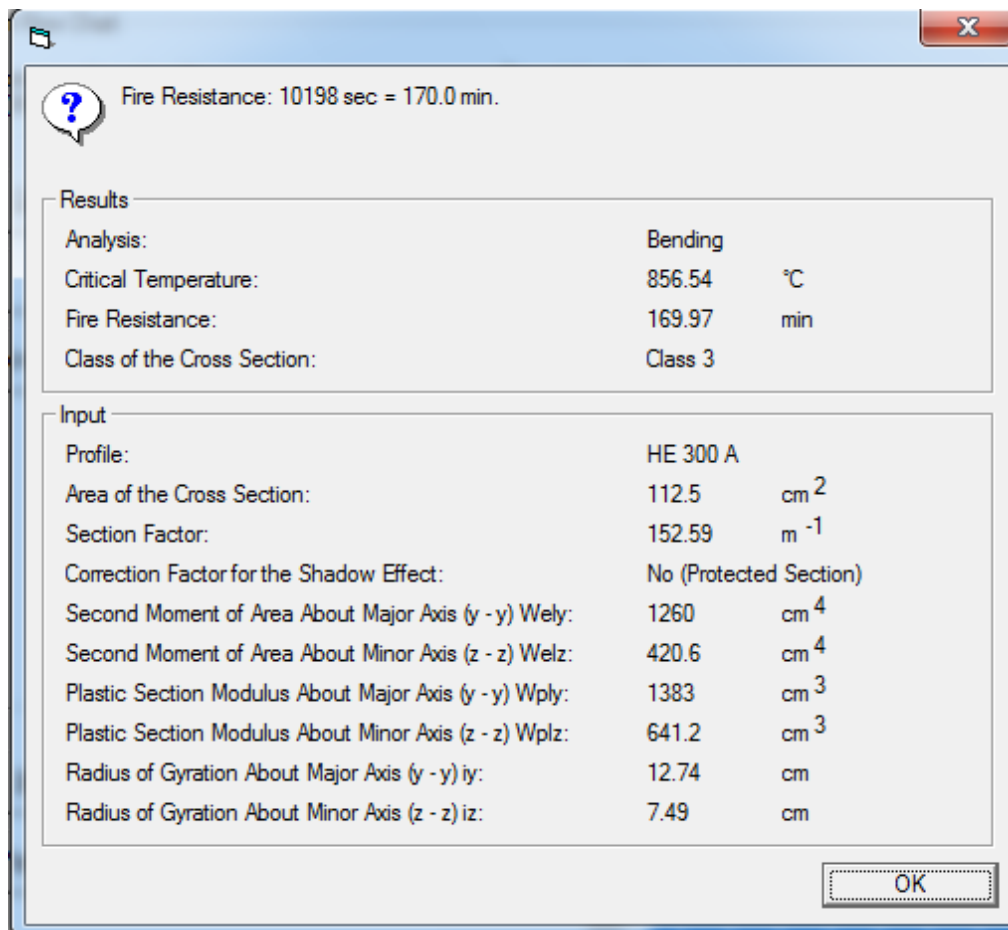 Fire Resistance: 10198 sec = 170.0 min.
Results
Analysis: Bending
Critical Temperature: 856.54 °C
Fire Resistance: 169.97 min
Class of the Cross Section: Class 3
Input
Profile: HE 300 A
Area of the Cross Section: 112.5 cm 2
Section Factor: 152.59 m -1
Correction Factor for the Shadow Effect: No (Protected Section)
Second Moment of Area About Major Axis (y - y) Wely: 1260 cm 4
Second Moment of Area About Minor Axis (z - z) Welz: 420.6 cm 4
Plastic Section Modulus About Major Axis (y - y) Wply: 1383 cm 3
Plastic Section Modulus About Minor Axis (z - z) Wplz: 641.2 cm 3
Radius of Gyration About Major Axis (y - y) iy: 12.74 cm
Radius of Gyration About Minor Axis (z - z) iz: 7.49 cm
OK